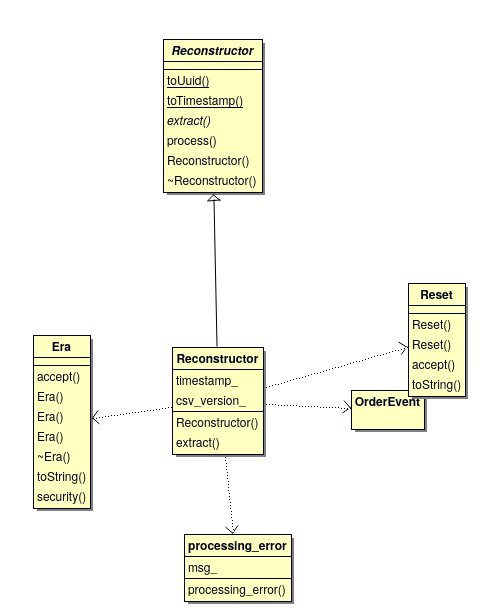 Reconstructor
toUuid()
toTimestamp()
extract()
process()
Reconstructor()
~Reconstructor()
Reset
Reset()
Reset()
accept()
toString()
Era
accept()
Era()
Era()
Era()
~Era()
toString()
security()
Reconstructor
timestamp_
csv_version_
Reconstructor()
extract()
OrderEvent
processing_error
msg_
processing_error()